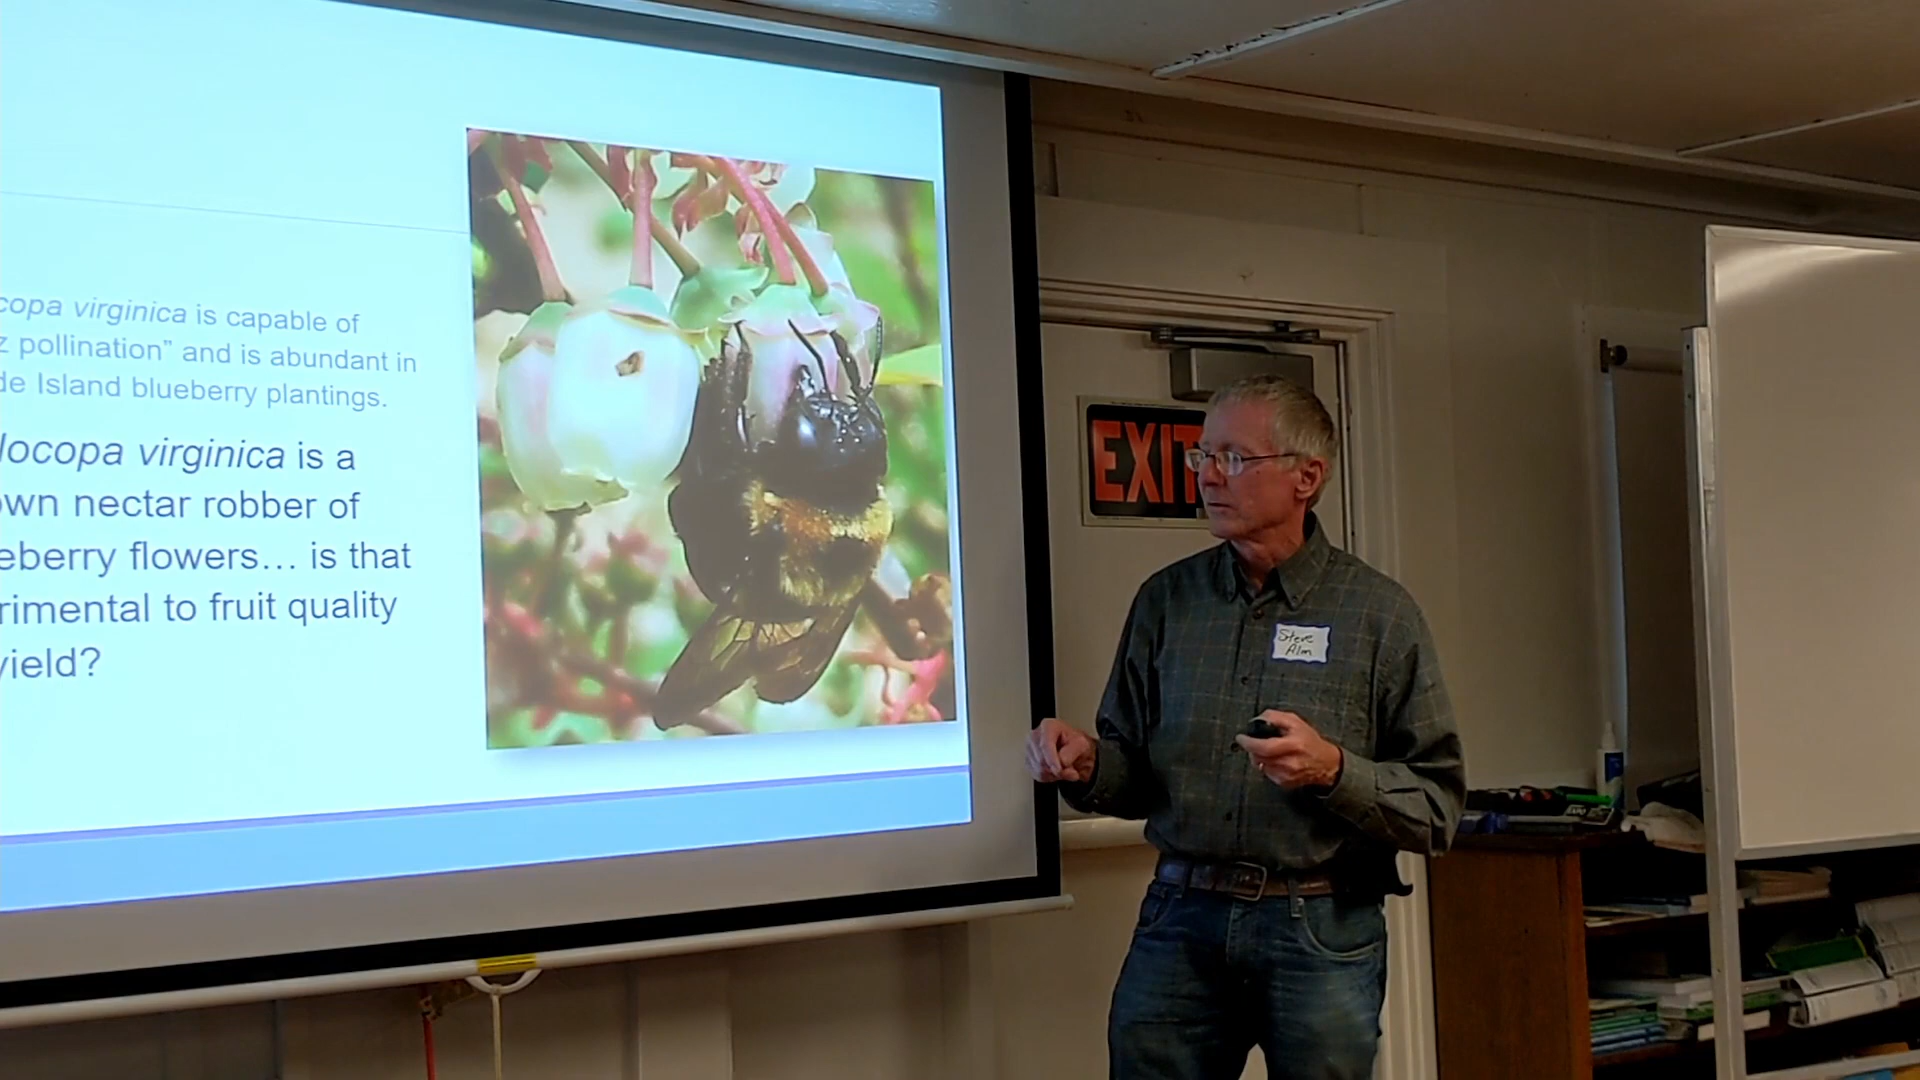 copa virginica is capable of
z pollination” and is abundant in
de Island blueberry plantings.
locopa virginica is a
own nectar robber of
eberry flowers… is that
rimental to fruit quality
yield?
EXIT
Steve
Alm